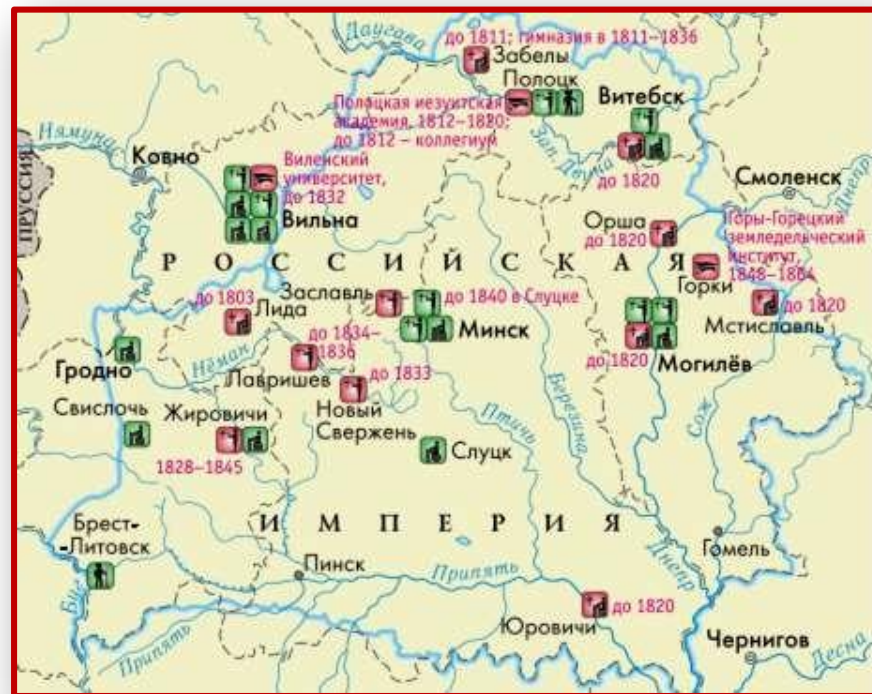 Даугава
до 1811; гимназия в 1811–1836
Забелы
Полоцк
Полоцкая иезуитская
академия, 1812–1820;
до 1812 – коллегиум
Витебск
Зап. Двина
до 1820
Нямунас
Ковно
ПРУССИЯ
Виленский
университет,
до 1832
Вильна
Смоленск
Днепр
Орша
до 1820
Горы-Горецкий
земледельческий
институт,
1848–1864
Горки
РОССИЙСКАЯ
до 1803
Лида
Заславль
до 1840 в Слуцке
Минск
до 1820
Мстиславль
до 1820
Могилёв
Гродно
Нёман
до 1834–
1836
Лавришев
до 1833
Новый
Свержень
Птичь
Березина
Сож
Свислочь
Жировичи
1828–1845
Слуцк
ИМПЕРИЯ
Брест-
-Литовск
Пинск
Припять
Днепр
Гомель
Припять
Юровичи
до 1820
Чернигов
Десна